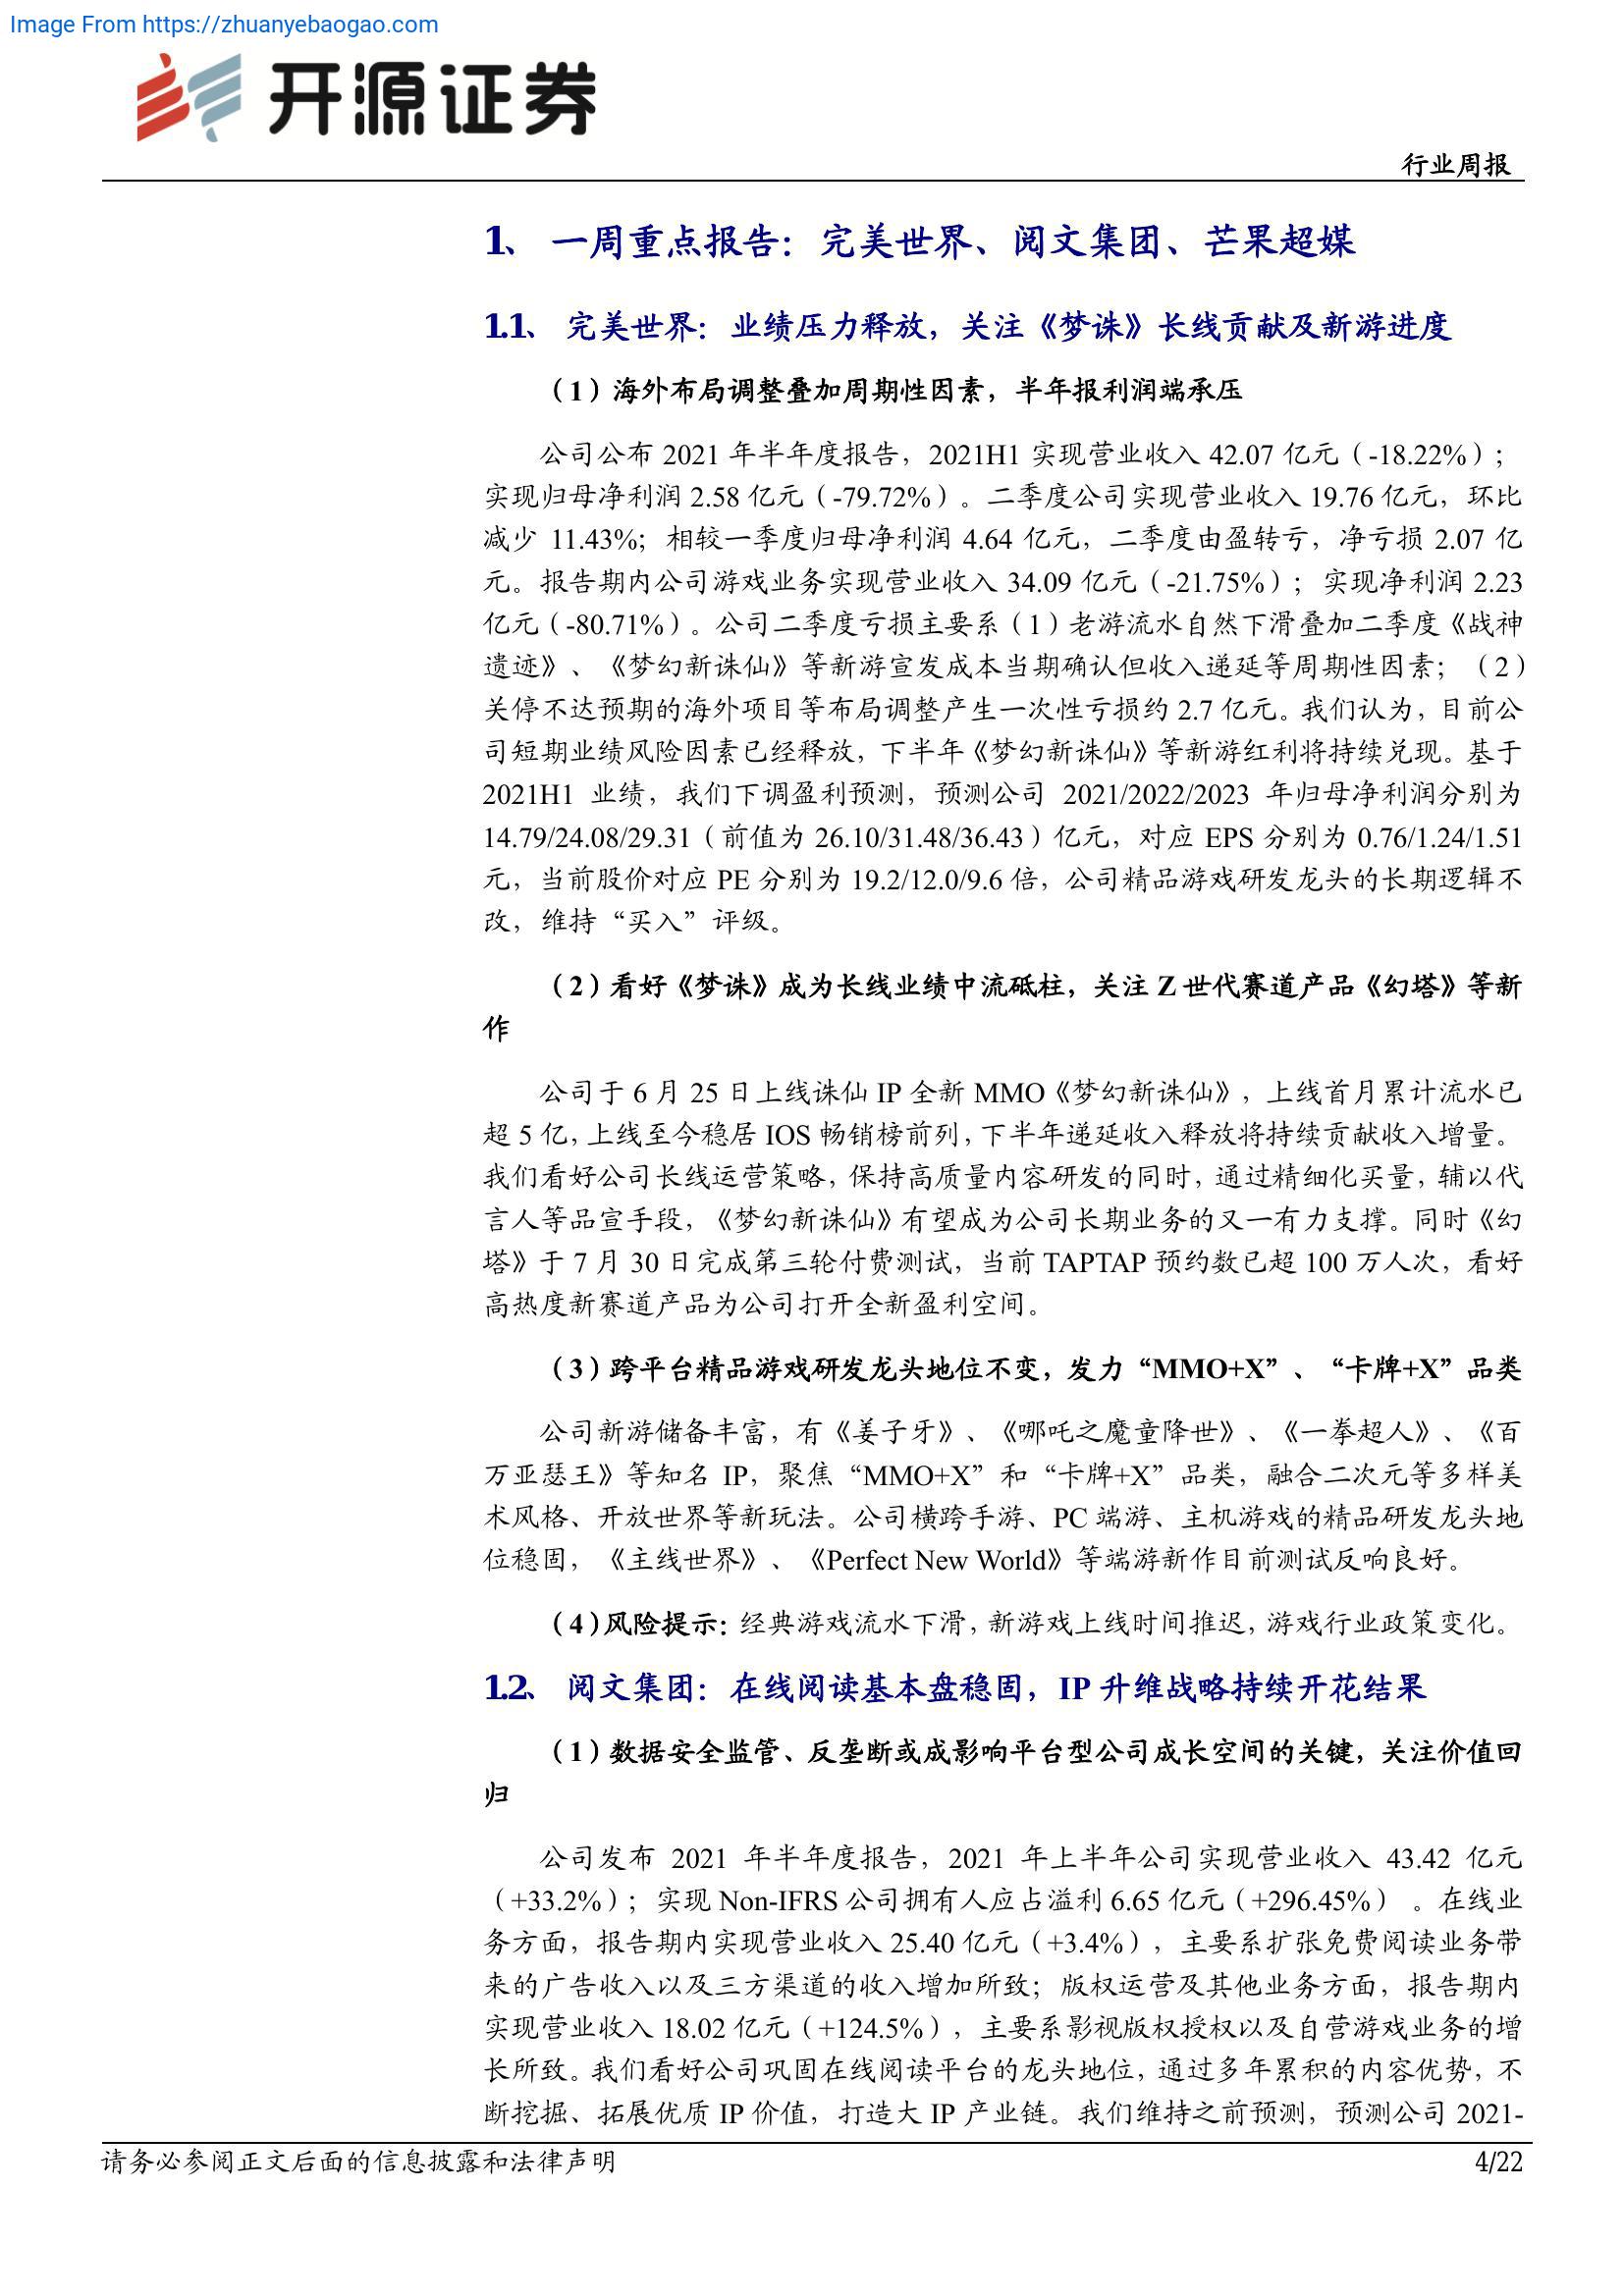 Image From https://zhuanyebaogao.com
开源证券
行业周报
1、 一周重点报告：完美世界、阅文集团、芒果超媒
1.1、 完美世界：业绩压力释放，关注《梦诛》长线贡献及新游进度
（1）海外布局调整叠加周期性因素，半年报利润端承压
公司公布 2021 年半年度报告，2021H1 实现营业收入 42.07 亿元（-18.22%）；
实现归母净利润 2.58 亿元（-79.72%）。二季度公司实现营业收入 19.76 亿元，环比
减少 11.43%；相较一季度归母净利润 4.64 亿元，二季度由盈转亏，净亏损 2.07 亿
元。报告期内公司游戏业务实现营业收入 34.09 亿元（-21.75%）；实现净利润 2.23
亿元（-80.71%）。公司二季度亏损主要系（1）老游流水自然下滑叠加二季度《战神
遗迹》、《梦幻新诛仙》等新游宣发成本当期确认但收入递延等周期性因素；（2）
关停不达预期的海外项目等布局调整产生一次性亏损约 2.7 亿元。我们认为，目前公
司短期业绩风险因素已经释放，下半年《梦幻新诛仙》等新游红利将持续兑现。基于
2021H1 业绩，我们下调盈利预测，预测公司 2021/2022/2023 年归母净利润分别为
14.79/24.08/29.31（前值为 26.10/31.48/36.43）亿元，对应 EPS 分别为 0.76/1.24/1.51
元，当前股价对应 PE 分别为 19.2/12.0/9.6 倍，公司精品游戏研发龙头的长期逻辑不
改，维持“买入”评级。
（2）看好《梦诛》成为长线业绩中流砥柱，关注 Z 世代赛道产品《幻塔》等新
作
公司于 6 月 25 日上线诛仙 IP 全新 MMO《梦幻新诛仙》，上线首月累计流水已
超 5 亿，上线至今稳居 IOS 畅销榜前列，下半年递延收入释放将持续贡献收入增量。
我们看好公司长线运营策略，保持高质量内容研发的同时，通过精细化买量，辅以代
言人等品宣手段，《梦幻新诛仙》有望成为公司长期业务的又一有力支撑。同时《幻
塔》于 7 月 30 日完成第三轮付费测试，当前 TAPTAP 预约数已超 100 万人次，看好
高热度新赛道产品为公司打开全新盈利空间。
（3）跨平台精品游戏研发龙头地位不变，发力“MMO+X”、“卡牌+X”品类
公司新游储备丰富，有《姜子牙》、《哪吒之魔童降世》、《一拳超人》、《百
万亚瑟王》等知名 IP，聚焦“MMO+X”和“卡牌+X”品类，融合二次元等多样美
术风格、开放世界等新玩法。公司横跨手游、PC 端游、主机游戏的精品研发龙头地
位稳固，《主线世界》、《Perfect New World》等端游新作目前测试反响良好。
（4）风险提示：经典游戏流水下滑，新游戏上线时间推迟，游戏行业政策变化。
1.2、 阅文集团：在线阅读基本盘稳固，IP 升维战略持续开花结果
（1）数据安全监管、反垄断或成影响平台型公司成长空间的关键，关注价值回
归
公司发布 2021 年半年度报告，2021 年上半年公司实现营业收入 43.42 亿元
（+33.2%）；实现 Non-IFRS 公司拥有人应占溢利 6.65 亿元（+296.45%） 。在线业
务方面，报告期内实现营业收入 25.40 亿元（+3.4%），主要系扩张免费阅读业务带
来的广告收入以及三方渠道的收入增加所致；版权运营及其他业务方面，报告期内
实现营业收入 18.02 亿元（+124.5%），主要系影视版权授权以及自营游戏业务的增
长所致。我们看好公司巩固在线阅读平台的龙头地位，通过多年累积的内容优势，不
断挖掘、拓展优质 IP 价值，打造大 IP 产业链。我们维持之前预测，预测公司 2021-
请务必参阅正文后面的信息披露和法律声明
4/22